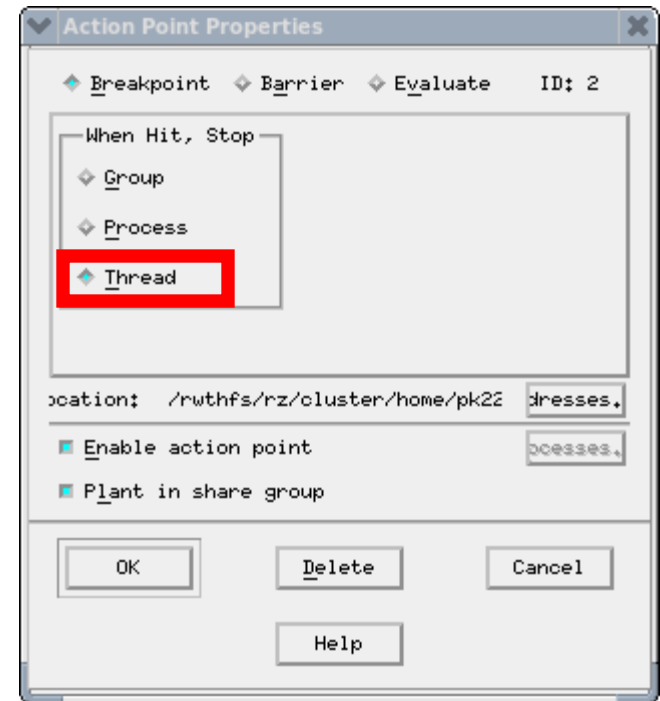 Action Point Properties
Breakpoint Barrier Evaluate ID: 2
When Hit, Stop
Group
Process
Thread
ocation: /rwthfs/rz/cluster/home/pk22 dresses.
Enable action point ocesses.
Plant in share group
OK Delete Cancel
Help